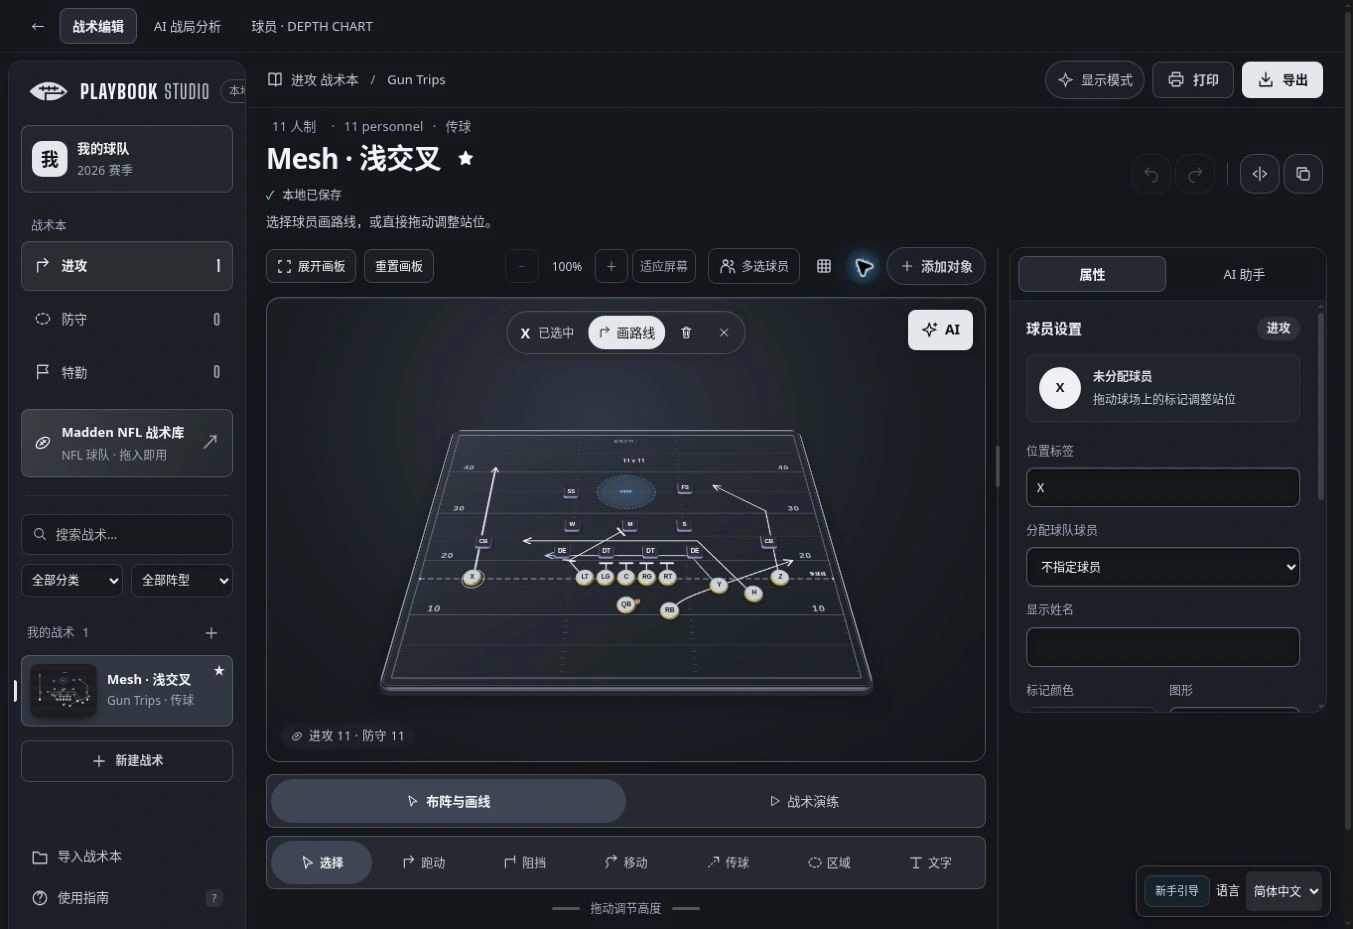 ← 战术编辑 AI 战局分析 球员 · DEPTH CHART
PLAYBOOK STUDIO
我 我的球队
2026 赛季
战术本
进攻 1
防守 0
特勤 0
Madden NFL 战术库
NFL 球队 · 拖入即用
搜索战术...
全部分类 全部阵型
我的战术 1 +
Mesh · 浅交叉 ★
Gun Trips · 传球
+ 新建战术
导入战术本
使用指南 ?
进攻 战术本 / Gun Trips
显示模式 打印 导出
11 人制 · 11 personnel · 传球
Mesh · 浅交叉 ★
✓ 本地已保存
选择球员画路线，或直接拖动调整站位。
展开画板 重置画板 − 100% + 适应屏幕 多选球员 + 添加对象
X 已选中 画路线 ×
AI
11 v 11
40 40
SS FS
30 30
W M S
CB CB
20 DE DT DT DE 20
X LT LG C RG RT Y Z
H
QB RB
10 10
进攻 11 · 防守 11
布阵与画线 战术演练
选择 跑动 阻挡 移动 传球 区域 文字
拖动调节高度
属性 AI 助手
球员设置 进攻
X 未分配球员
拖动球场上的标记调整站位
位置标签
X
分配球队球员
不指定球员
显示姓名
标记颜色 图形
新手引导 语言 简体中文